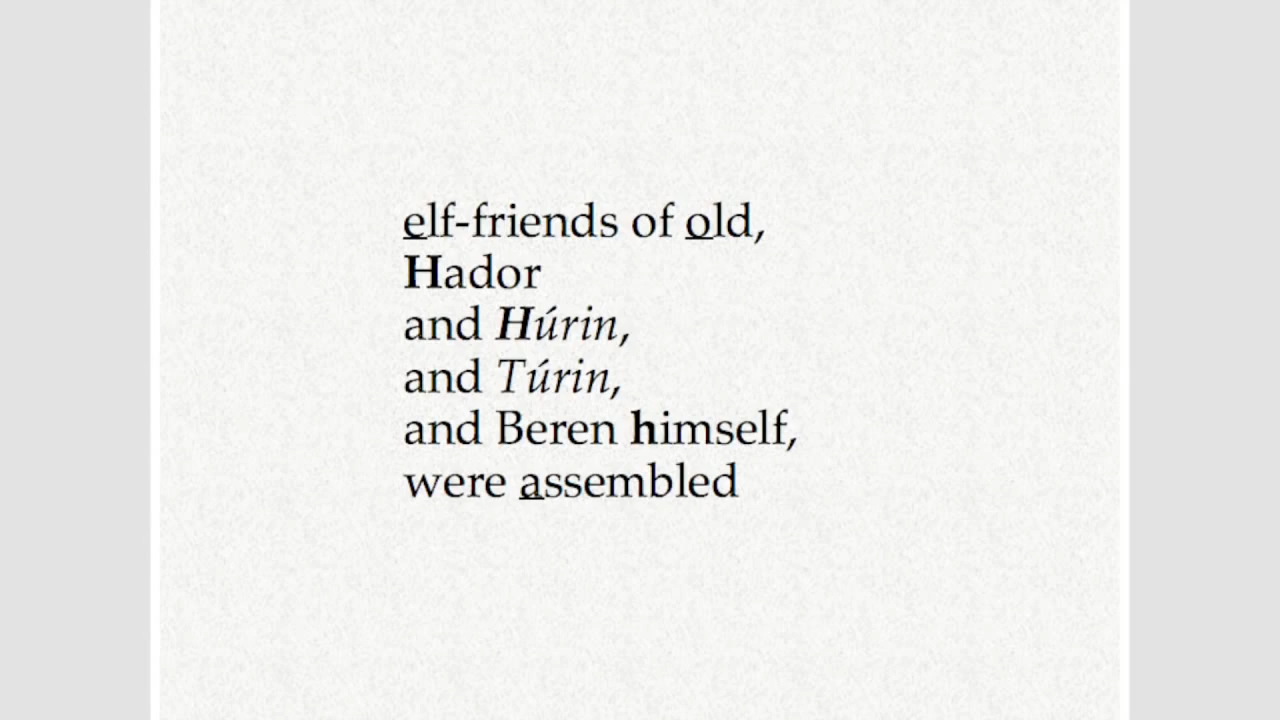 elf-friends of old,
Hador
and Húrin,
and Túrin,
and Beren himself,
were assembled